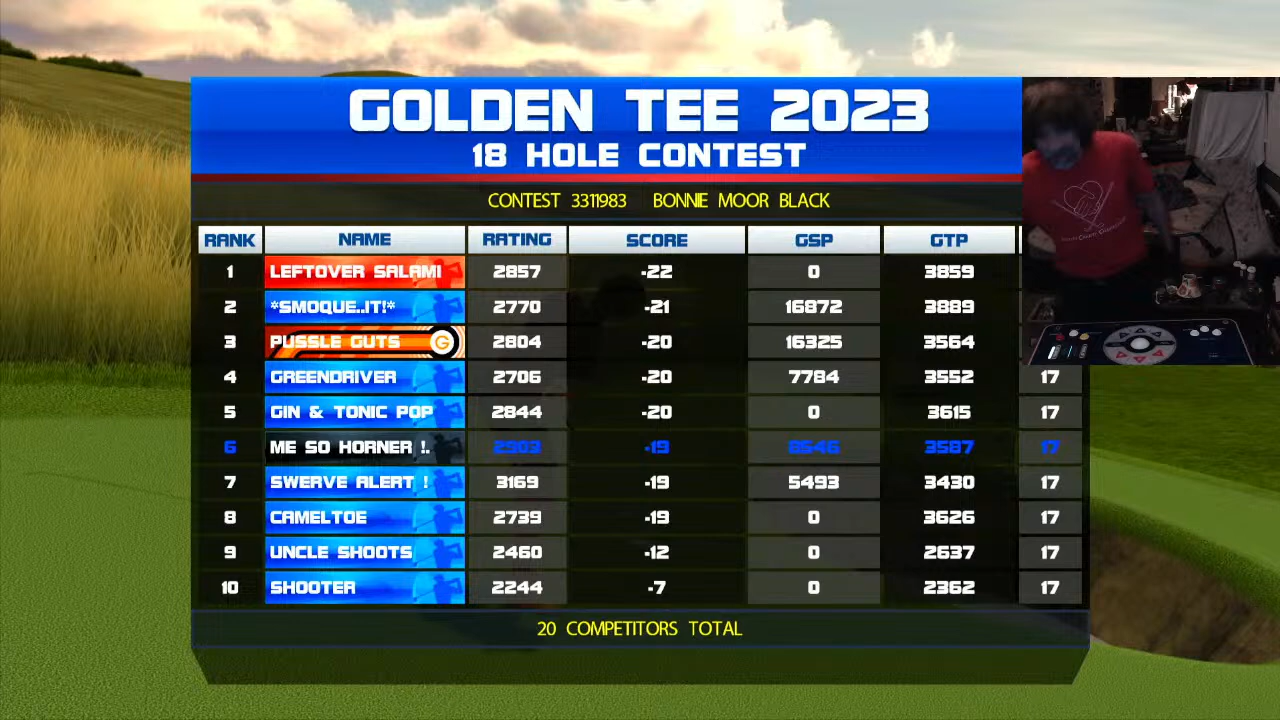 GOLDEN TEE 2023
18 HOLE CONTEST
CONTEST 3311983 BONNIE MOOR BLACK
RANK NAME RATING SCORE GSP GTP
1 LEFTOVER SALAMI 2857 -22 0 3859
2 *SMOQUE..IT!* 2770 -21 16872 3889
3 PUSSLE GUTS G 2804 -20 16325 3564
4 GREENDRIVER 2706 -20 7784 3552 17
5 GIN & TONIC POP 2844 -20 0 3615 17
6 ME SO HORNER !. 2903 -19 8546 3587 17
7 SWERVE ALERT ! 3169 -19 5493 3430 17
8 CAMELTOE 2739 -19 0 3626 17
9 UNCLE SHOOTS 2460 -12 0 2637 17
10 SHOOTER 2244 -7 0 2362 17
20 COMPETITORS TOTAL